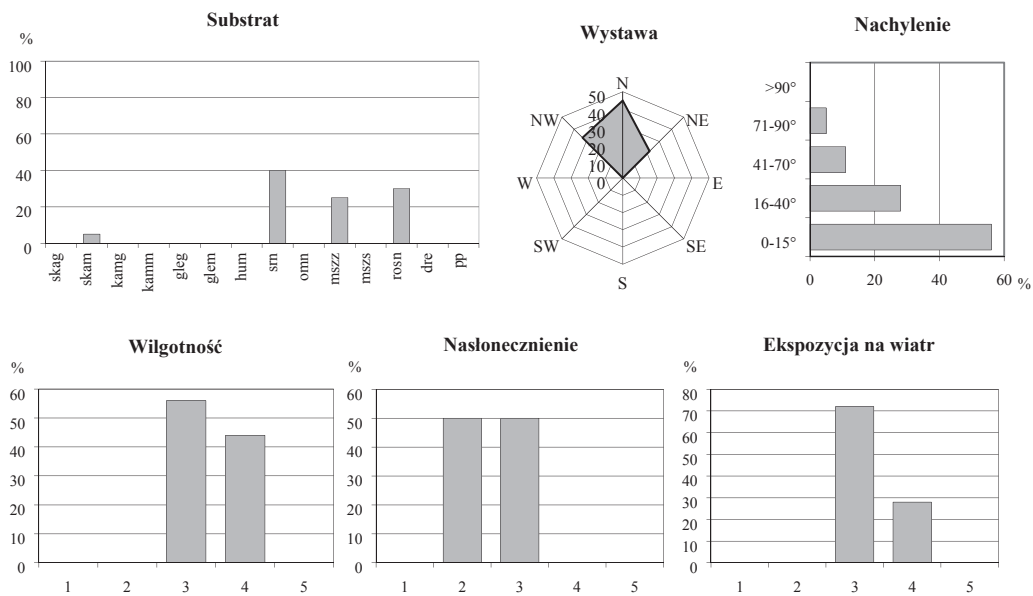 Substrat
%
100
80
60
40
20
0
skag
skam
kamg
kamm
gleg
glem
hum
srn
omn
mszz
mszs
rosn
dre
pp
Wystawa
N
NE
E
SE
S
SW
W
NW
50
40
30
20
10
0
Nachylenie
>90°
71-90°
41-70°
16-40°
0-15°
0 20 40 60 %
Wilgotność
%
60
50
40
30
20
10
0
1 2 3 4 5
Nasłonecznienie
%
60
50
40
30
20
10
0
1 2 3 4 5
Ekspozycja na wiatr
%
80
70
60
50
40
30
20
10
0
1 2 3 4 5